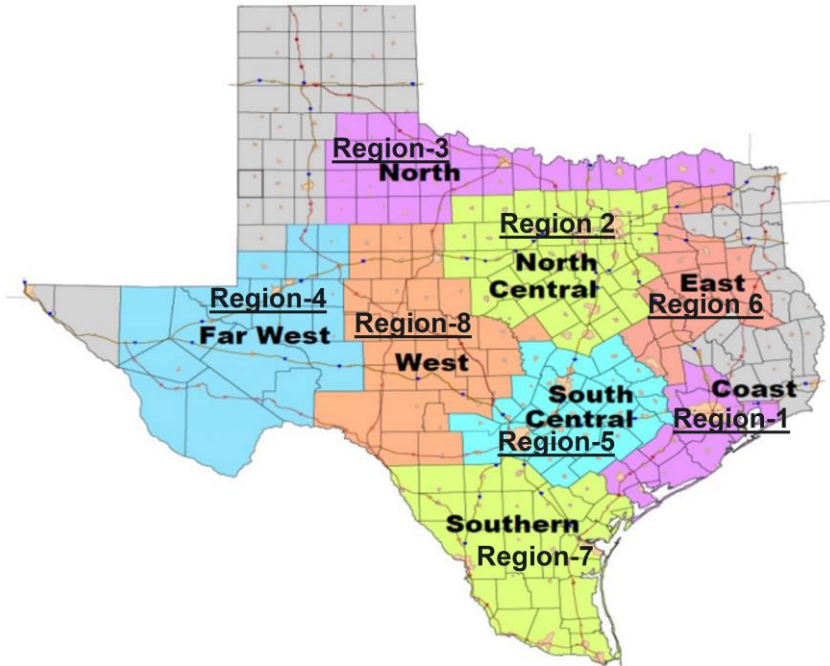 Region-3
North
Region 2
North
Central
East
Region 6
Region-4
Far West
Region-8
West
Coast
Region-1
South
Central
Region-5
Southern
Region-7